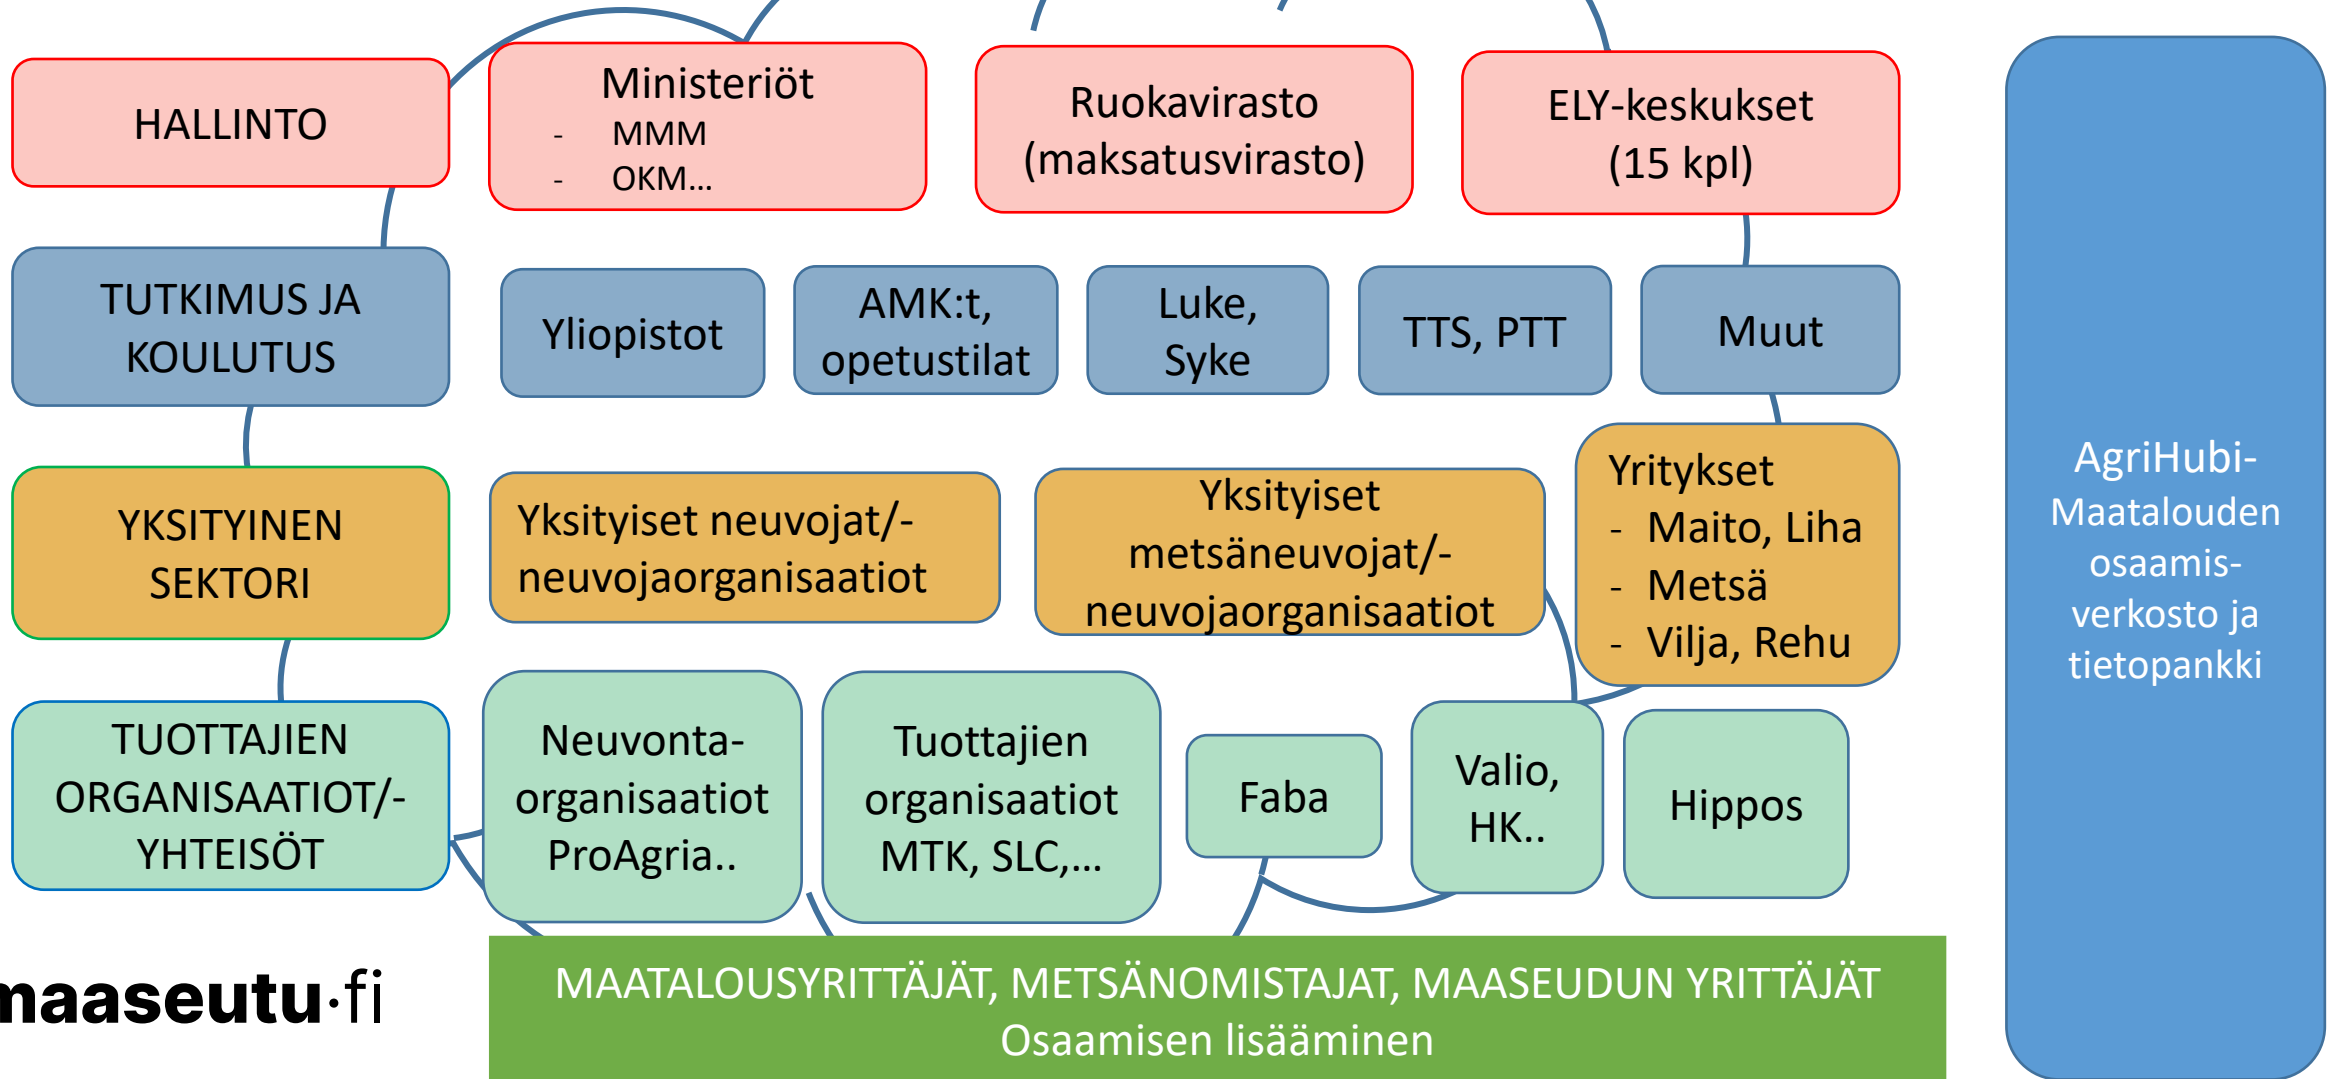 HALLINTO
Ministeriöt
- MMM
- OKM...
Ruokavirasto
(maksatusvirasto)
ELY-keskukset
(15 kpl)
TUTKIMUS JA
KOULUTUS
Yliopistot
AMK:t,
opetustilat
Luke,
Syke
TTS, PTT
Muut
YKSITYINEN
SEKTORI
Yksityiset neuvojat/-
neuvojaorganisaatiot
Yksityiset
metsäneuvojat/-
neuvojaorganisaatiot
Yritykset
- Maito, Liha
- Metsä
- Vilja, Rehu
TUOTTAJIEN
ORGANISAATIOT/-
YHTEISÖT
Neuvonta-
organisaatiot
ProAgria..
Tuottajien
organisaatiot
MTK, SLC,...
Faba
Valio,
HK..
Hippos
AgriHubi-
Maatalouden
osaamis-
verkosto ja
tietopankki
maaseutu·fi
MAATALOUSYRITTÄJÄT, METSÄNOMISTAJAT, MAASEUDUN YRITTÄJÄT
Osaamisen lisääminen